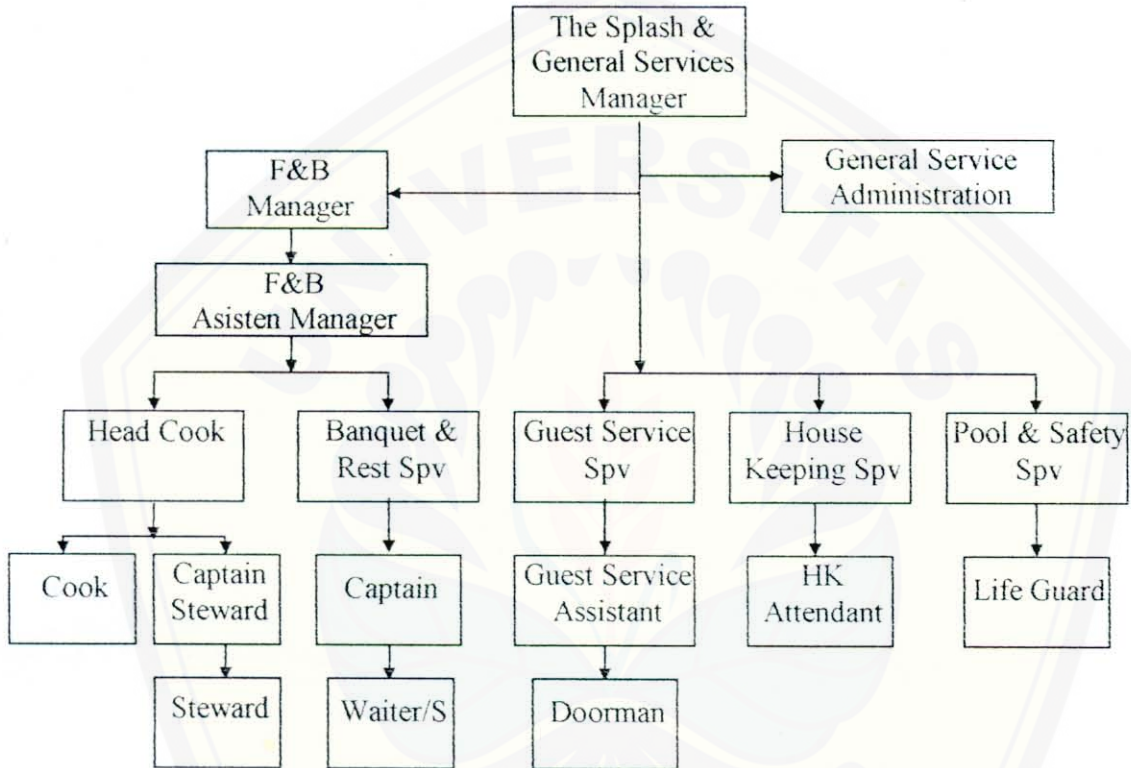 The Splash &
General Services
Manager
F&B
Manager
General Service
Administration
F&B
Asisten Manager
Head Cook
Banquet &
Rest Spv
Guest Service
Spv
House
Keeping Spv
Pool & Safety
Spv
Cook
Captain
Steward
Captain
Guest Service
Assistant
HK
Attendant
Life Guard
Steward
Waiter/S
Doorman
UNIVERSITAS